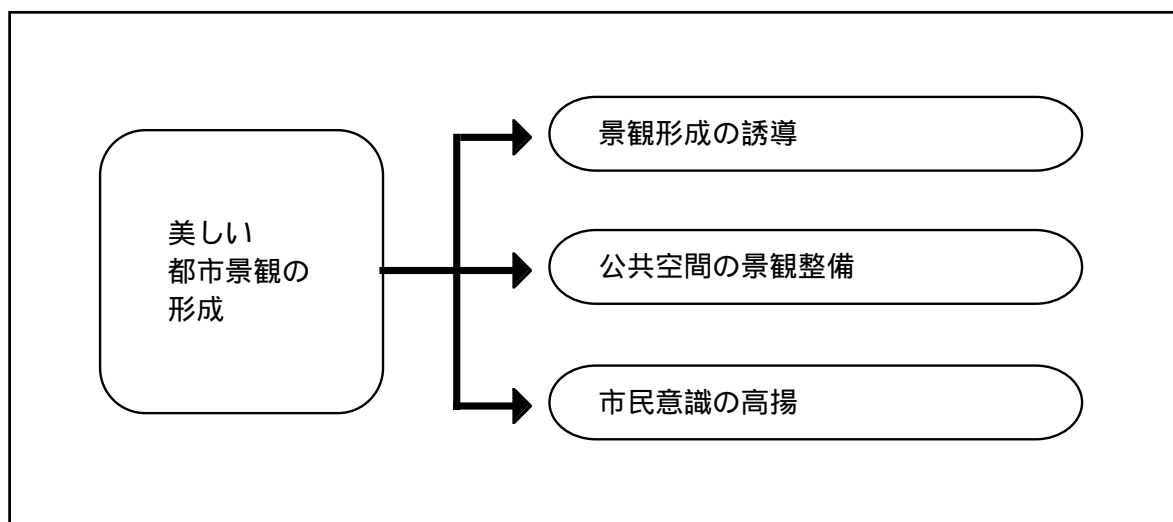 美しい
都市景観の
形成
景観形成の誘導
公共空間の景観整備
市民意識の高揚